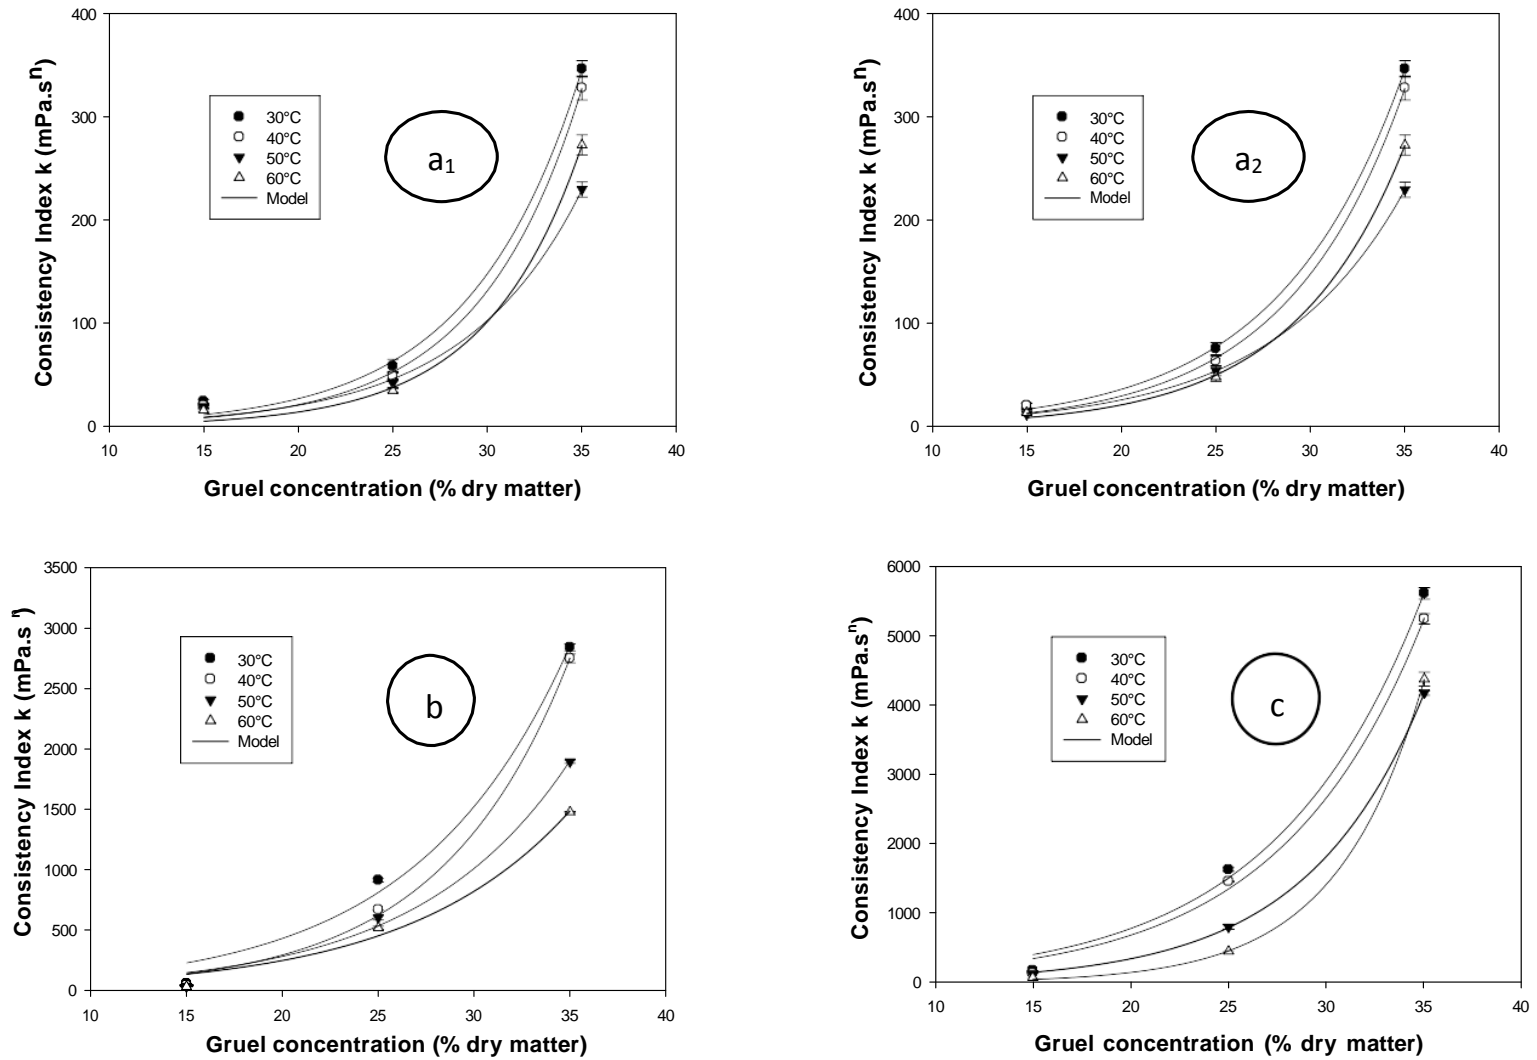 400
300
200
100
0
Consistency Index k (mPa.sⁿ)
30°C
40°C
50°C
60°C
Model
a₁
10 15 20 25 30 35 40
Gruel concentration (% dry matter)
400
300
200
100
0
Consistency Index k (mPa.sⁿ)
30°C
40°C
50°C
60°C
Model
a₂
10 15 20 25 30 35 40
Gruel concentration (% dry matter)
3500
3000
2500
2000
1500
1000
500
0
Consistency Index k (mPa.sⁿ)
30°C
40°C
50°C
60°C
Model
b
10 15 20 25 30 35 40
Gruel concentration (% dry matter)
6000
5000
4000
3000
2000
1000
0
Consistency Index k (mPa.sⁿ)
30°C
40°C
50°C
60°C
Model
c
10 15 20 25 30 35 40
Gruel concentration (% dry matter)